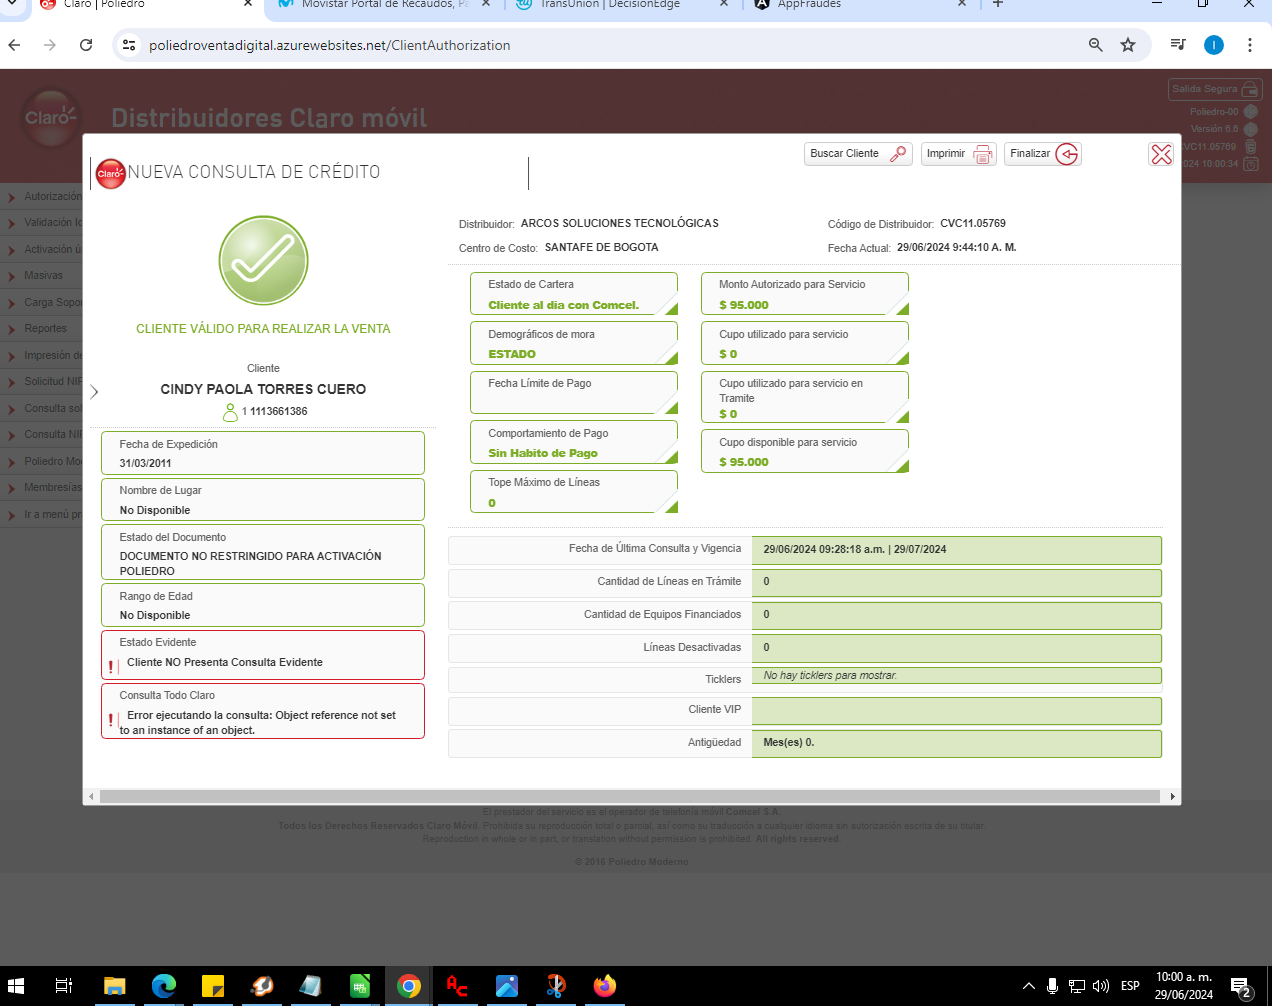 Claro | Poliedro
Movistar Portal de Recaudos, Pa
TransUnion | DecisionEdge
AppFraudes
poliedroventadigital.azurewebsites.net/ClientAuthorization
Claro
Distribuidores Claro móvil
Salida Segura
Poliedro-00
Versión 6.6
CVC11.05769
2024 10:00:34
Autorización
Validación
Activación
Masivas
Carga
Reportes
Impresión
Solicitud NIP
Consulta
Consulta NIP
Poliedro
Membresías
Ir a menú
Claro
NUEVA CONSULTA DE CRÉDITO
Buscar Cliente
Imprimir
Finalizar
CLIENTE VÁLIDO PARA REALIZAR LA VENTA
Cliente
CINDY PAOLA TORRES CUERO
1 1113661386
Fecha de Expedición
31/03/2011
Nombre de Lugar
No Disponible
Estado del Documento
DOCUMENTO NO RESTRINGIDO PARA ACTIVACIÓN
POLIEDRO
Rango de Edad
No Disponible
Estado Evidente
! Cliente NO Presenta Consulta Evidente
Consulta Todo Claro
! Error ejecutando la consulta: Object reference not set
to an instance of an object.
Distribuidor: ARCOS SOLUCIONES TECNOLÓGICAS
Código de Distribuidor: CVC11.05769
Centro de Costo: SANTAFE DE BOGOTA
Fecha Actual: 29/06/2024 9:44:10 A. M.
Estado de Cartera
Cliente al dia con Comcel.
Demográficos de mora
ESTADO
Fecha Límite de Pago
Comportamiento de Pago
Sin Habito de Pago
Tope Máximo de Líneas
0
Monto Autorizado para Servicio
$ 95.000
Cupo utilizado para servicio
$ 0
Cupo utilizado para servicio en
Tramite
$ 0
Cupo disponible para servicio
$ 95.000
Fecha de Última Consulta y Vigencia 29/06/2024 09:28:18 a.m. | 29/07/2024
Cantidad de Líneas en Trámite 0
Cantidad de Equipos Financiados 0
Líneas Desactivadas 0
Ticklers No hay ticklers para mostrar.
Cliente VIP
Antigüedad Mes(es) 0.
El prestador del servicio es el operador de telefonía móvil Comcel S.A.
Todos los Derechos Reservados Claro Móvil. Prohibida su reproducción total o parcial, así como su traducción a cualquier idioma sin autorización escrita de su titular
Reproduction in whole or in part, or translation without permission is prohibited. All rights reserved
© 2016 Poliedro Moderno
ESP
10:00 a. m.
29/06/2024
2